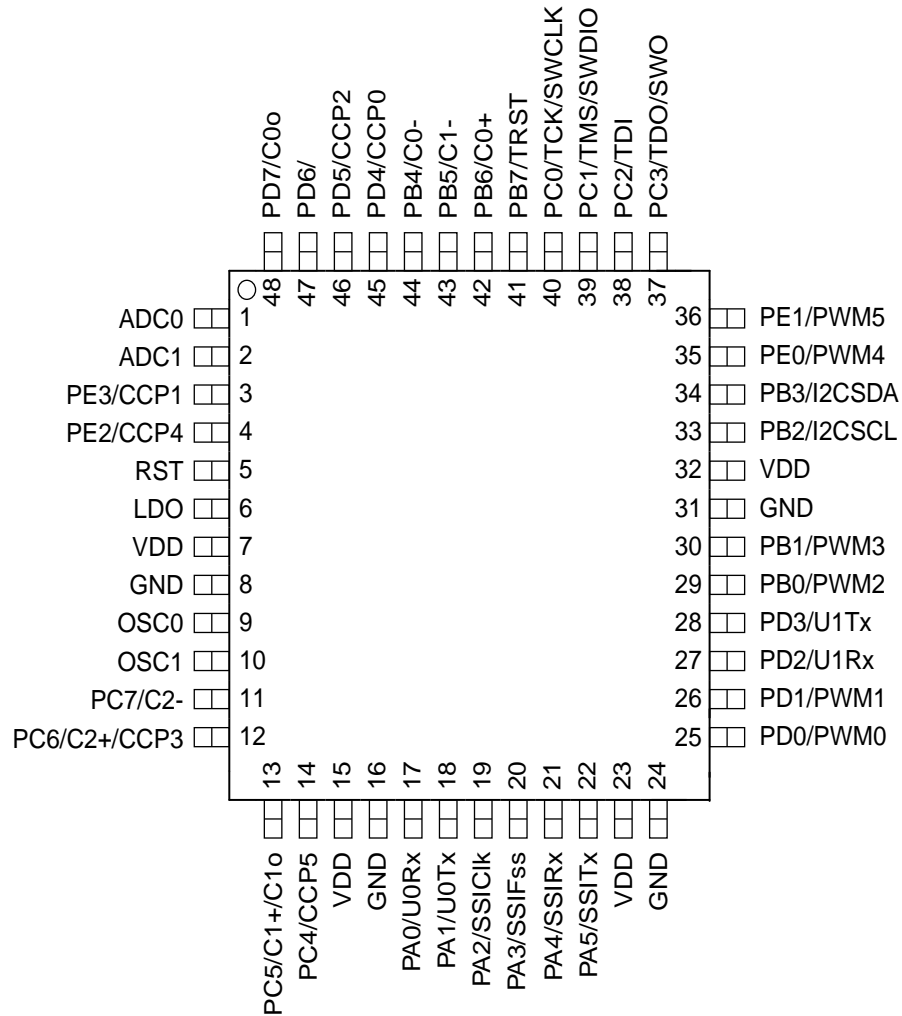 PD7/C0o
PD6/
PD5/CCP2
PD4/CCP0
PB4/C0-
PB5/C1-
PB6/C0+
PB7/TRST
PC0/TCK/SWCLK
PC1/TMS/SWDIO
PC2/TDI
PC3/TDO/SWO
48
47
46
45
44
43
42
41
40
39
38
37
ADC0 1
ADC1 2
PE3/CCP1 3
PE2/CCP4 4
RST 5
LDO 6
VDD 7
GND 8
OSC0 9
OSC1 10
PC7/C2- 11
PC6/C2+/CCP3 12
36 PE1/PWM5
35 PE0/PWM4
34 PB3/I2CSDA
33 PB2/I2CSCL
32 VDD
31 GND
30 PB1/PWM3
29 PB0/PWM2
28 PD3/U1Tx
27 PD2/U1Rx
26 PD1/PWM1
25 PD0/PWM0
13
14
15
16
17
18
19
20
21
22
23
24
PC5/C1+/C1o
PC4/CCP5
VDD
GND
PA0/U0Rx
PA1/U0Tx
PA2/SSIClk
PA3/SSIFss
PA4/SSIRx
PA5/SSITx
VDD
GND